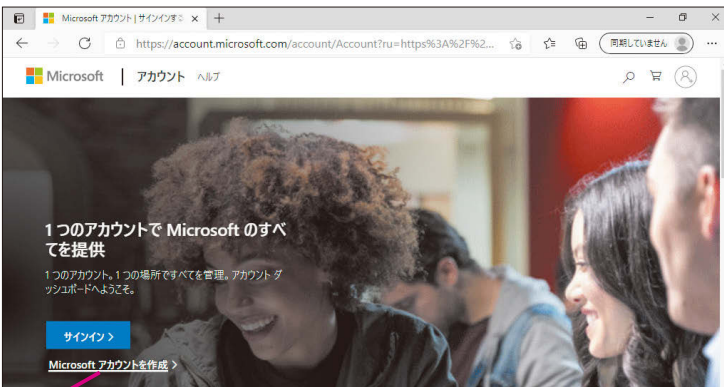 Microsoft アカウント | サインインすこ
https://account.microsoft.com/account/Account?ru=https%3A%2F%2...
同期していません
Microsoft | アカウント ヘルプ
1 つのアカウントで Microsoft のすべ
てを提供
1 つのアカウント。1 つの場所ですべてを管理。アカウント ダ
ッシュボードへようこそ。
サインイン >
Microsoft アカウントを作成 >